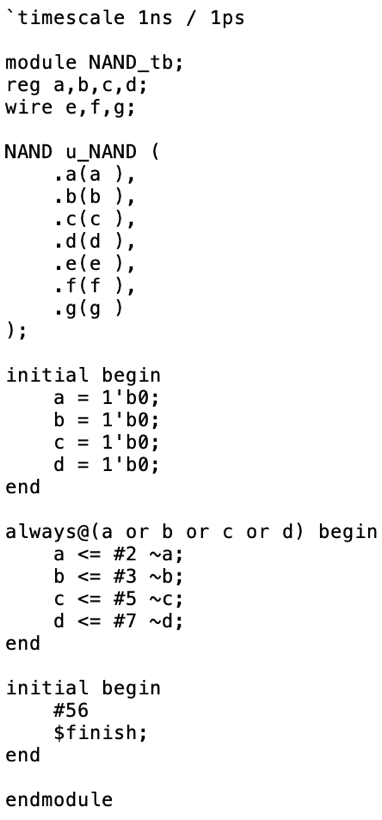 `timescale 1ns / 1ps
module NAND_tb;
reg a,b,c,d;
wire e,f,g;
NAND u_NAND (
.a(a ),
.b(b ),
.c(c ),
.d(d ),
.e(e ),
.f(f ),
.g(g )
);
initial begin
a = 1'b0;
b = 1'b0;
c = 1'b0;
d = 1'b0;
end
always@(a or b or c or d) begin
a <= #2 ~a;
b <= #3 ~b;
c <= #5 ~c;
d <= #7 ~d;
end
initial begin
#56
$finish;
end
endmodule